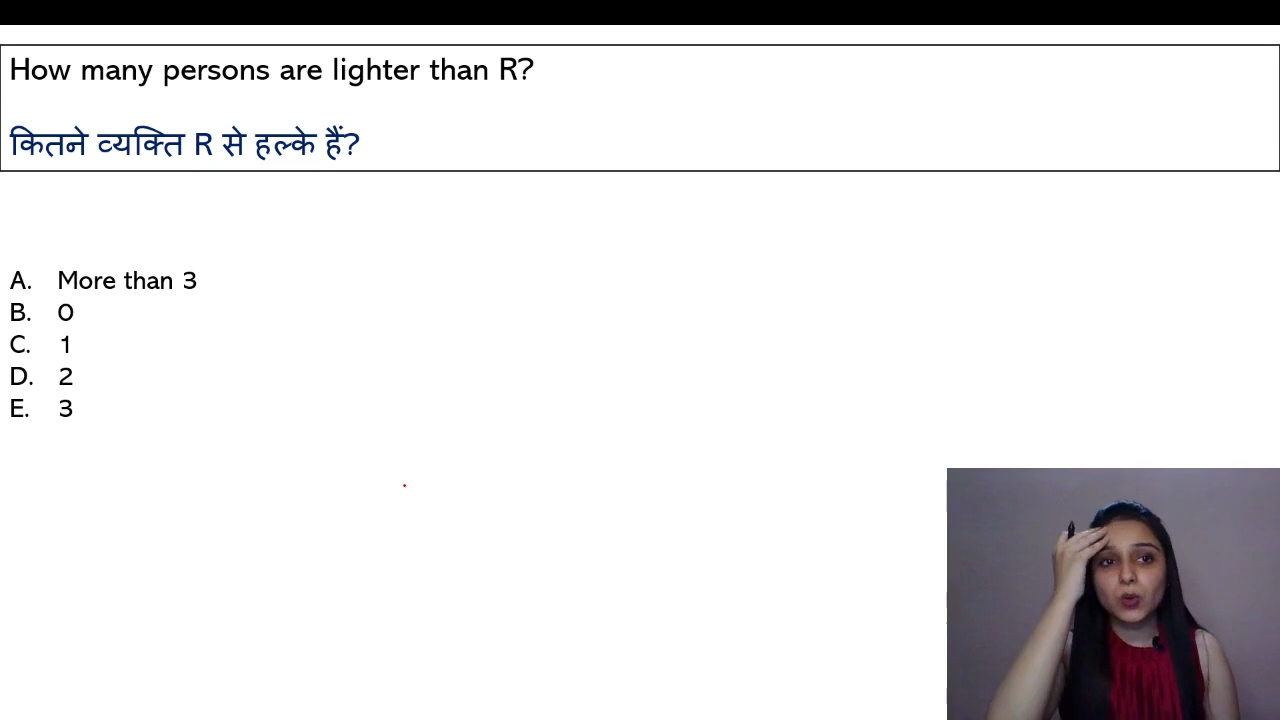 How many persons are lighter than R?
कितने व्यक्ति R से हल्के हैं?
A. More than 3
B. 0
C. 1
D. 2
E. 3